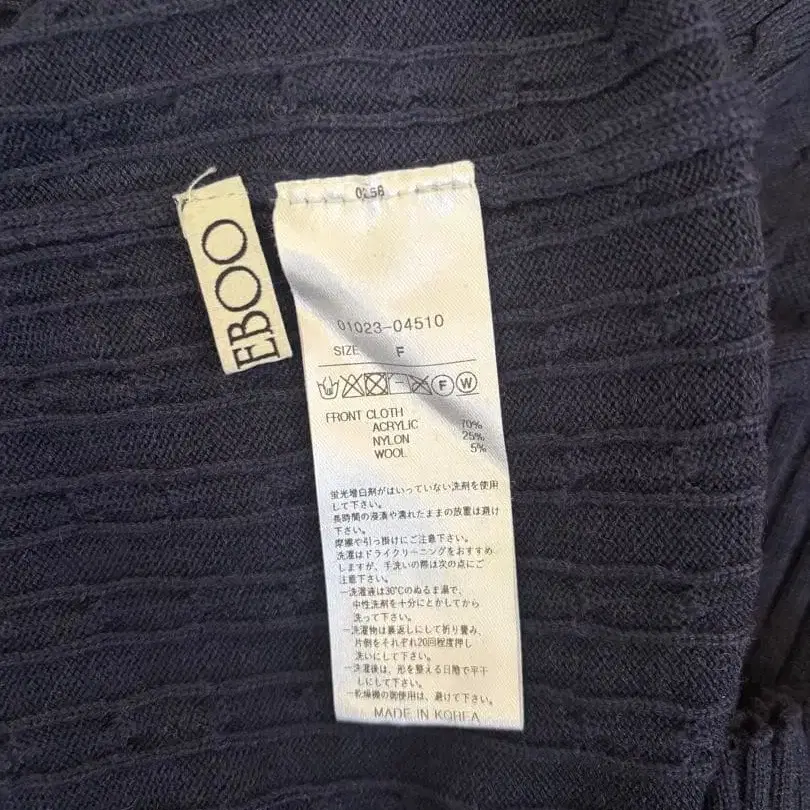 EBOO
0258
01023-04510
SIZE F
F W
FRONT CLOTH
ACRYLIC 70%
NYLON 25%
WOOL 5%
蛍光増白剤がはいっていない洗剤を使用
して下さい。
長時間の浸漬や濡れたままの放置は避け
下さい。
摩擦や引っ掛けにご注意下さい。
洗濯はドライクリーニングをおすすめ
しますが、手洗いの際は次の点にご
注意下さい。
ー洗濯液は30℃のぬるま湯で、
中性洗剤を十分にとかしてから
洗って下さい。
ー洗濯物は裏返しにして折り畳み、
片側をそれぞれ20回程度押し
洗いにして下さい。
ー洗濯後は、形を整える日陰で平干
しにして下さい。
ー乾燥機の御使用は、避けて下さい。
MADE IN KOREA